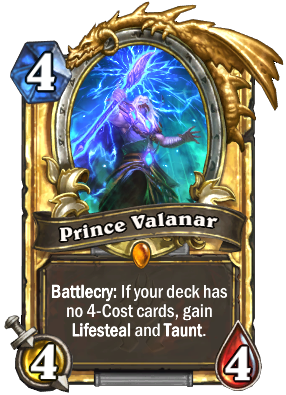 4
Prince Valanar
Battlecry: If your deck has
no 4-Cost cards, gain
Lifesteal and Taunt.
4
4